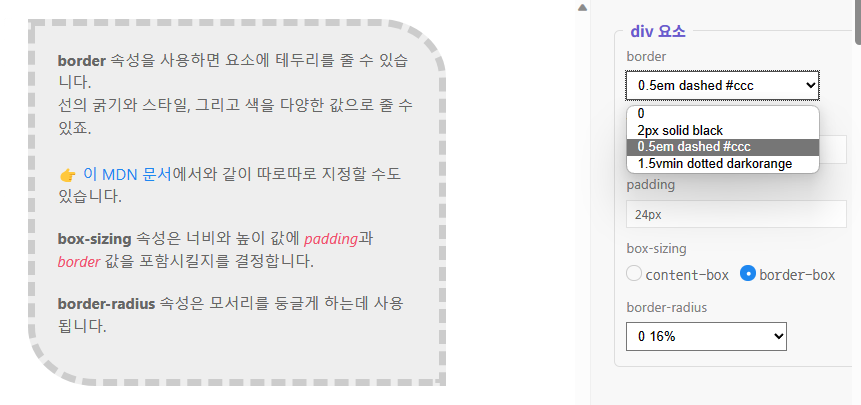 border 속성을 사용하면 요소에 테두리를 줄 수 있습
니다.
선의 굵기와 스타일, 그리고 색을 다양한 값으로 줄 수
있죠.
👉 이 MDN 문서에서와 같이 따로따로 지정할 수도
있습니다.
box-sizing 속성은 너비와 높이 값에 padding과
border 값을 포함시킬지를 결정합니다.
border-radius 속성은 모서리를 둥글게 하는데 사용
됩니다.
div 요소
border
0.5em dashed #ccc
0
2px solid black
0.5em dashed #ccc
1.5vmin dotted darkorange
padding
24px
box-sizing
content-box border-box
border-radius
0 16%